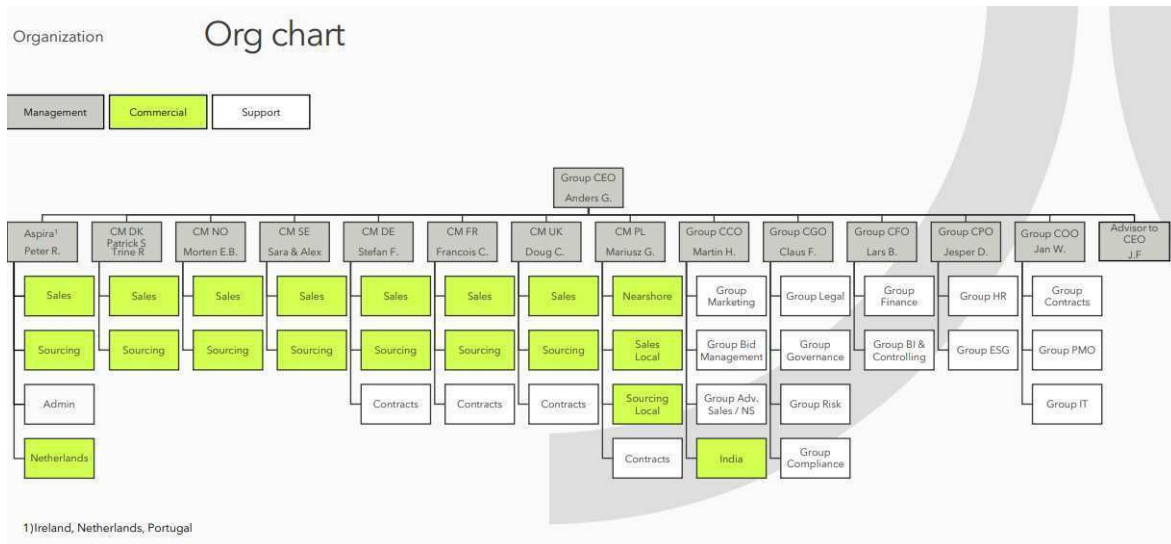 Organization
Org chart
Management
Commercial
Support
Group CEO
Anders G.
Aspira¹
Peter R.
CM DK
Patrick S
Trine R
CM NO
Morten E.B.
CM SE
Sara & Alex
CM DE
Stefan F.
CM FR
Francois C.
CM UK
Doug C.
CM PL
Mariusz G.
Group CCO
Martin H.
Group CGO
Claus F.
Group CFO
Lars B.
Group CPO
Jesper D.
Group COO
Jan W.
Advisor to
CEO
J.F
Sales
Sourcing
Admin
Netherlands
Sales
Sourcing
Sales
Sourcing
Sales
Sourcing
Sales
Sourcing
Contracts
Sales
Sourcing
Contracts
Sales
Sourcing
Contracts
Nearshore
Sales
Local
Sourcing
Local
Contracts
Group
Marketing
Group Bid
Management
Group Adv.
Sales / NS
India
Group Legal
Group
Governance
Group Risk
Group
Compliance
Group
Finance
Group BI &
Controlling
Group HR
Group ESG
Group
Contracts
Group PMO
Group IT
1)Ireland, Netherlands, Portugal